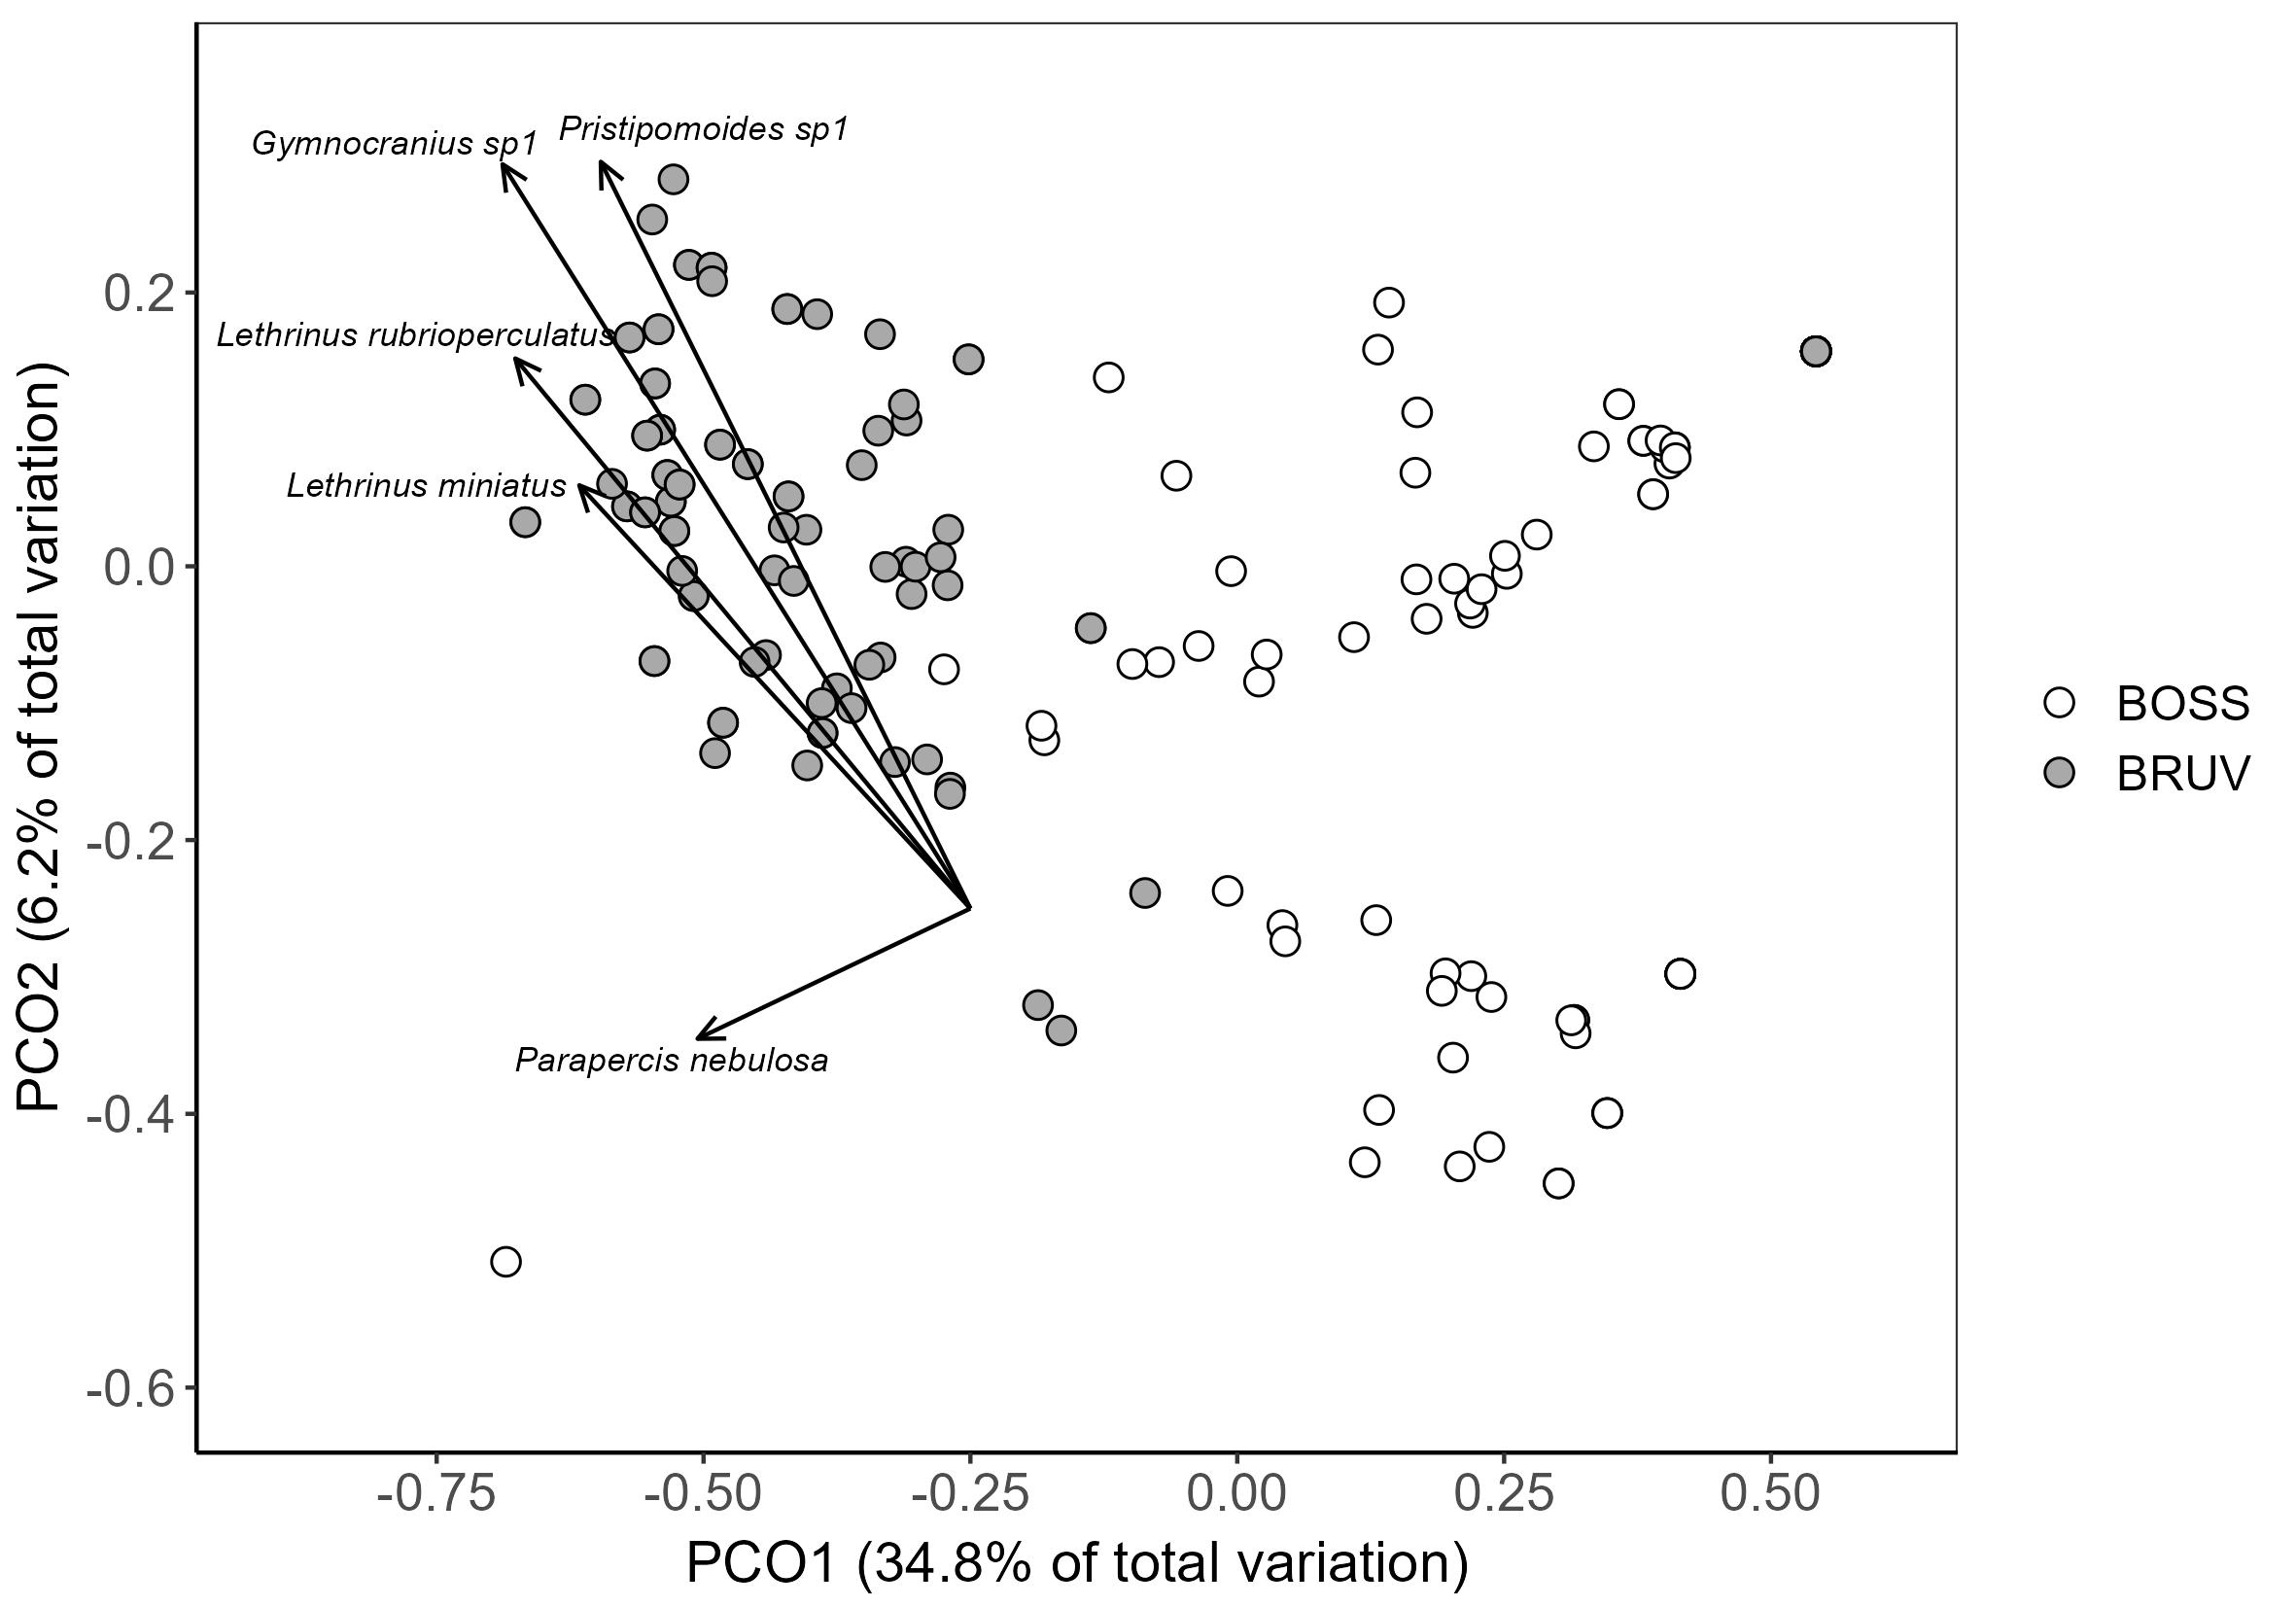 Gymnocranius sp1
Pristipomoides sp1
Lethrinus rubrioperculatus
Lethrinus miniatus
Parapercis nebulosa
0.2
0.0
-0.2
-0.4
-0.6
PCO2 (6.2% of total variation)
-0.75
-0.50
-0.25
0.00
0.25
0.50
PCO1 (34.8% of total variation)
BOSS
BRUV